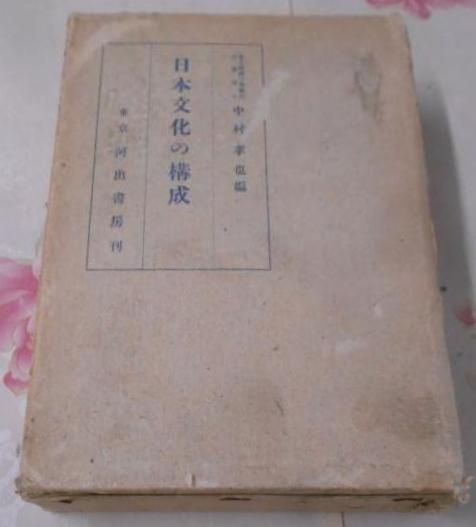 中村孝也編
日本文化の構成
東京 河出書房刊